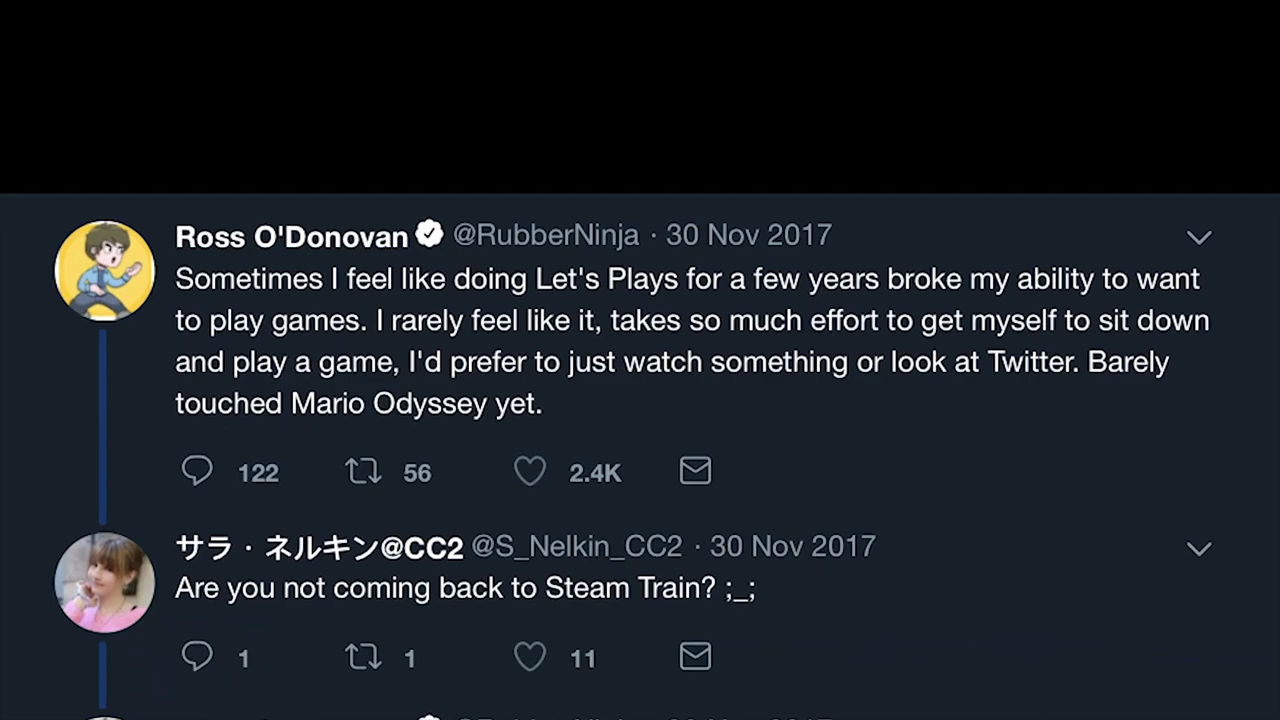 Ross O'Donovan @RubberNinja · 30 Nov 2017
Sometimes I feel like doing Let's Plays for a few years broke my ability to want
to play games. I rarely feel like it, takes so much effort to get myself to sit down
and play a game, I'd prefer to just watch something or look at Twitter. Barely
touched Mario Odyssey yet.
122 56 2.4K
サラ・ネルキン@CC2 @S_Nelkin_CC2 · 30 Nov 2017
Are you not coming back to Steam Train? ;_;
1 1 11